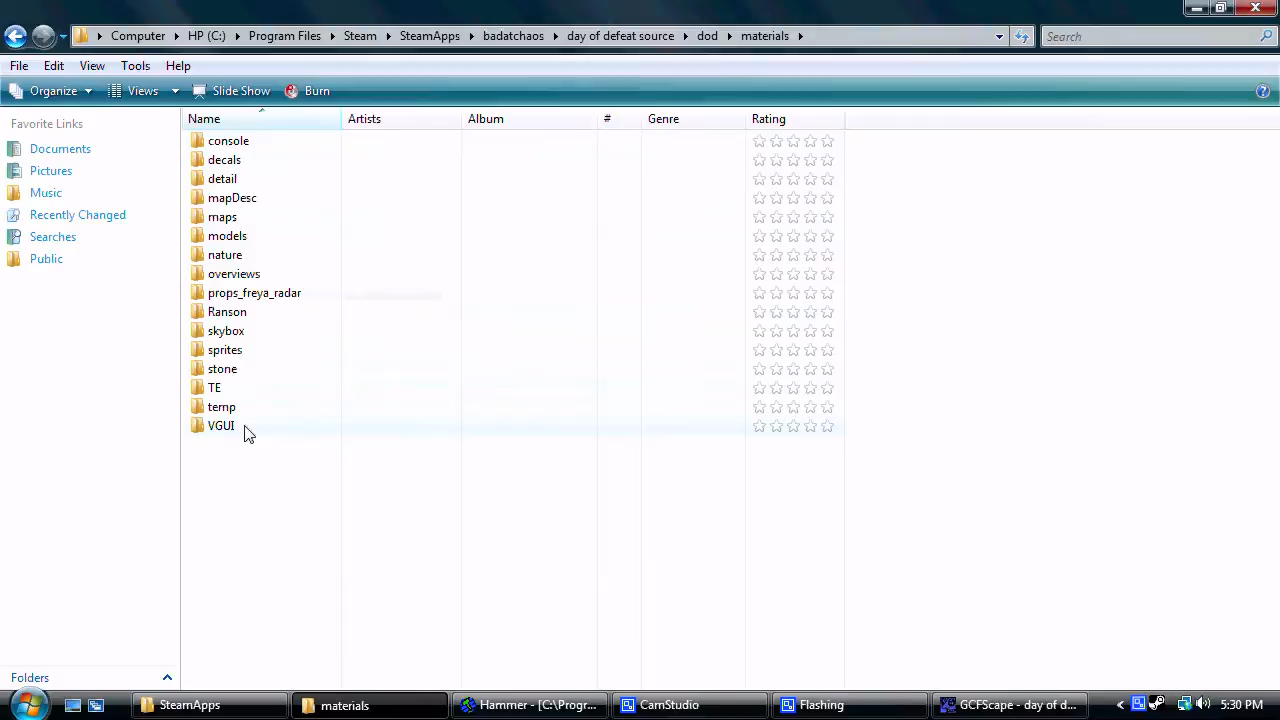 Computer HP (C:) Program Files Steam SteamApps badatchaos day of defeat source dod materials Search
File Edit View Tools Help
Organize Views Slide Show Burn
Favorite Links
Documents
Pictures
Music
Recently Changed
Searches
Public
Folders
Name Artists Album # Genre Rating
console
decals
detail
mapDesc
maps
models
nature
overviews
props_freya_radar
Ranson
skybox
sprites
stone
TE
temp
VGUI
SteamApps materials Hammer - [C:\Progr... CamStudio Flashing GCFScape - day of d... 5:30 PM